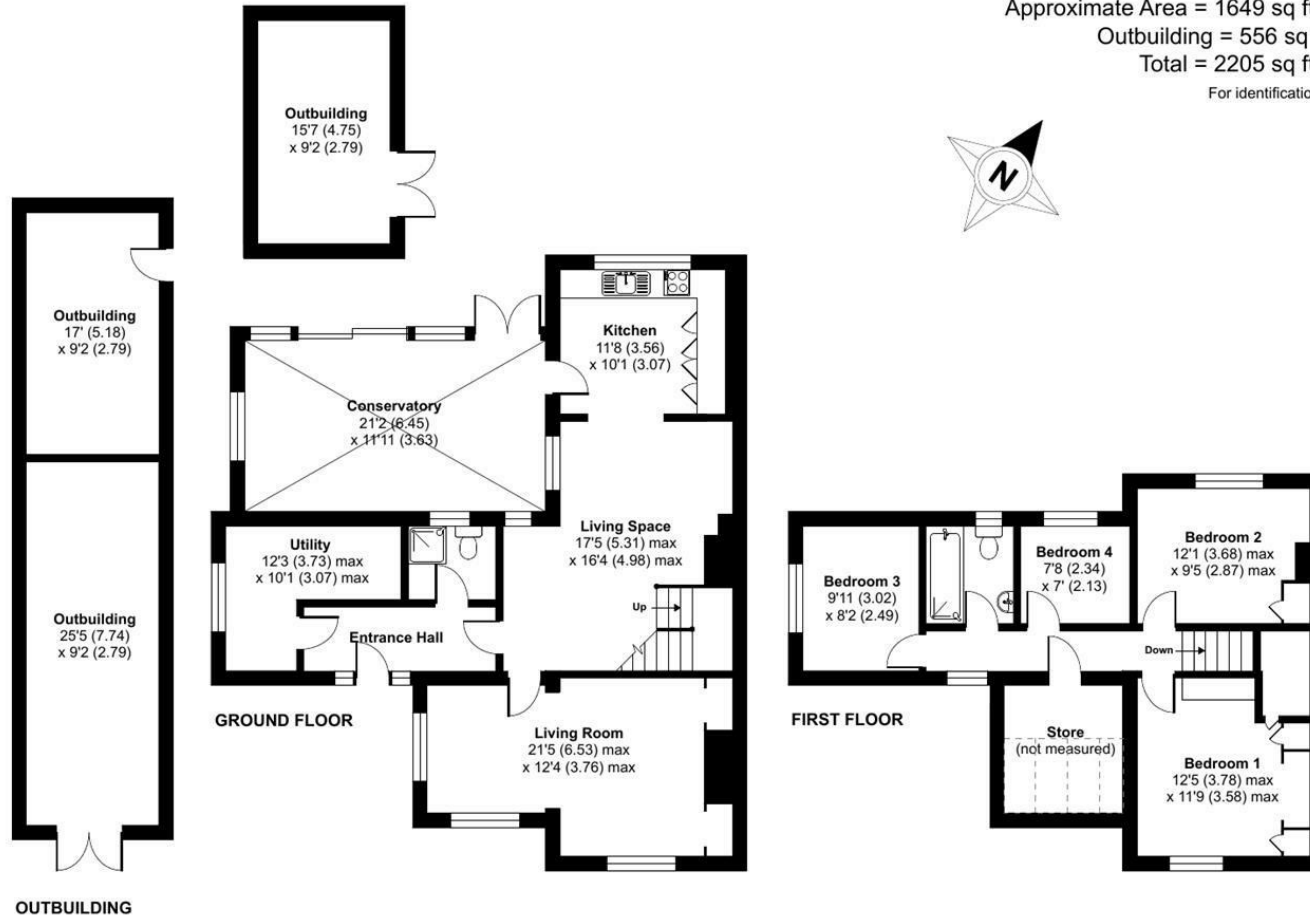 Approximate Area = 1649 sq ft
Outbuilding = 556 sq
Total = 2205 sq ft
For identificatio
N
Outbuilding
15'7 (4.75)
x 9'2 (2.79)
Outbuilding
17' (5.18)
x 9'2 (2.79)
Outbuilding
25'5 (7.74)
x 9'2 (2.79)
OUTBUILDING
Kitchen
11'8 (3.56)
x 10'1 (3.07)
Conservatory
21'2 (6.45)
x 11'11 (3.63)
Living Space
17'5 (5.31) max
x 16'4 (4.98) max
Utility
12'3 (3.73) max
x 10'1 (3.07) max
Up
Entrance Hall
Living Room
21'5 (6.53) max
x 12'4 (3.76) max
GROUND FLOOR
Bedroom 2
12'1 (3.68) max
x 9'5 (2.87) max
Bedroom 4
7'8 (2.34)
x 7' (2.13)
Bedroom 3
9'11 (3.02)
x 8'2 (2.49)
Down
Store
(not measured)
Bedroom 1
12'5 (3.78) max
x 11'9 (3.58) max
FIRST FLOOR